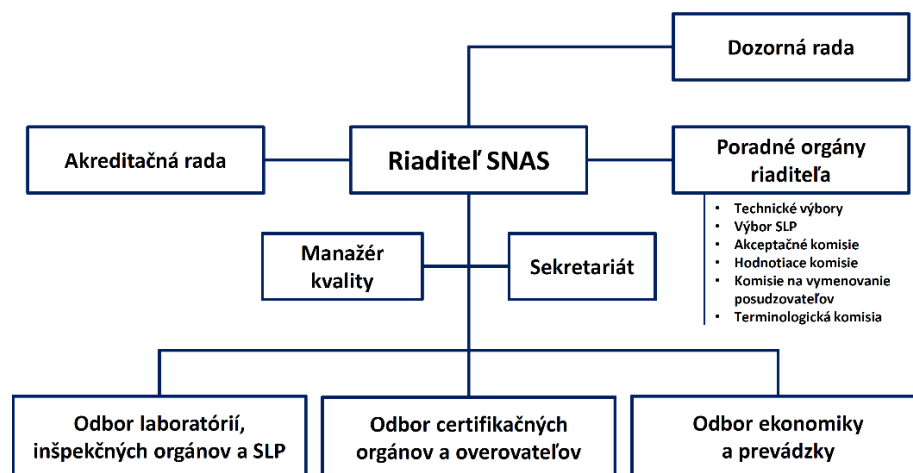 Dozorná rada
Akreditačná rada
Riaditeľ SNAS
Poradné orgány
riaditeľa
• Technické výbory
• Výbor SLP
• Akceptačné komisie
• Hodnotiace komisie
• Komisie na vymenovanie
posudzovateľov
• Terminologická komisia
Manažér
kvality
Sekretariát
Odbor laboratórií,
inšpekčných orgánov a SLP
Odbor certifikačných
orgánov a overovateľov
Odbor ekonomiky
a prevádzky